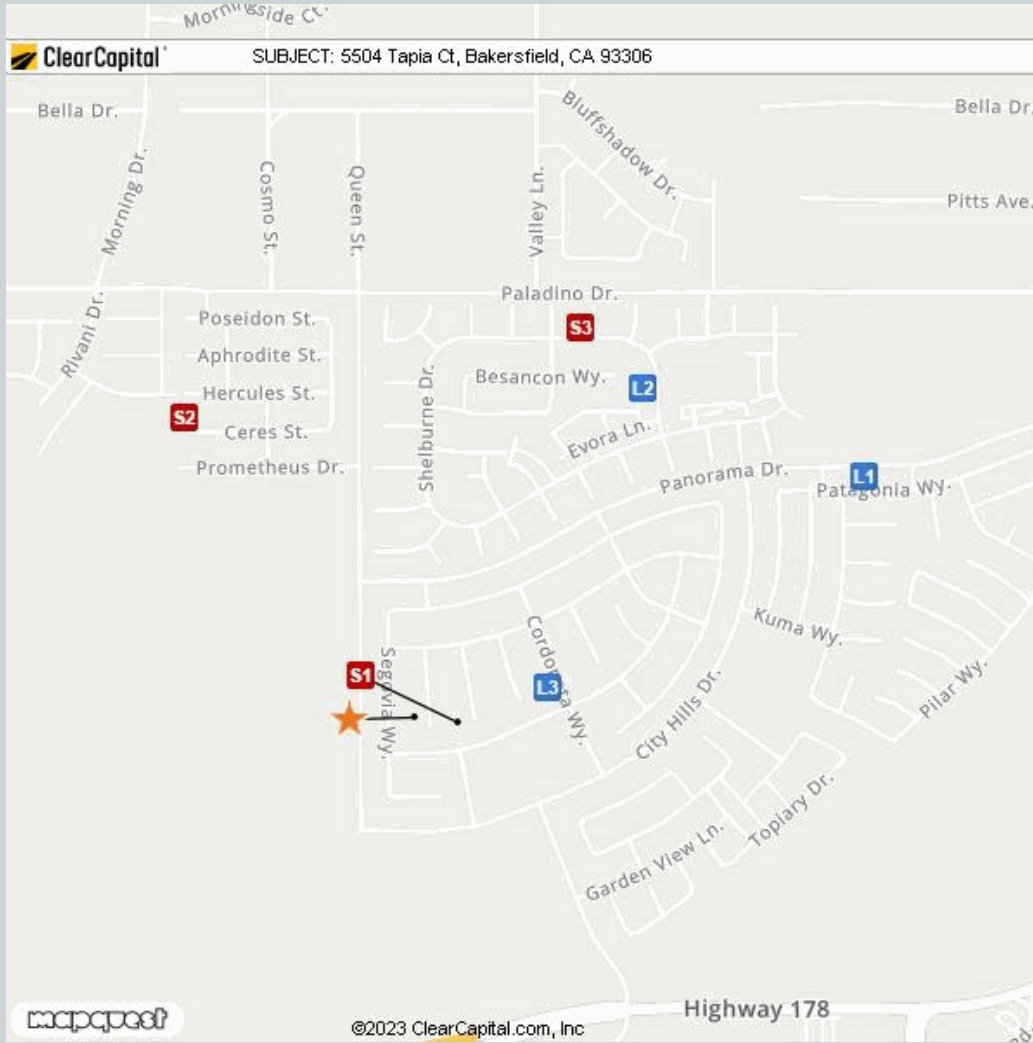 Morningside Ct.
ClearCapital
SUBJECT: 5504 Tapia Ct, Bakersfield, CA 93306
Bella Dr.
Bluffshadow Dr.
Bella Dr.
Morning Dr.
Cosmo St.
Queen St.
Valley Ln.
Pitts Ave.
Paladino Dr.
Rivani Dr.
Poseidon St.
S3
Aphrodite St.
Shelburne Dr.
Besancon Wy.
L2
Hercules St.
S2
Ceres St.
Evora Ln.
Prometheus Dr.
Panorama Dr.
L1
Patagonia Wy.
Cordonera Wy.
Kuma Wy.
S1
Segovia Wy.
L3
City Hills Dr.
Pilar Wy.
Topiary Dr.
Garden View Ln.
mapquest
©2023 ClearCapital.com, Inc
Highway 178